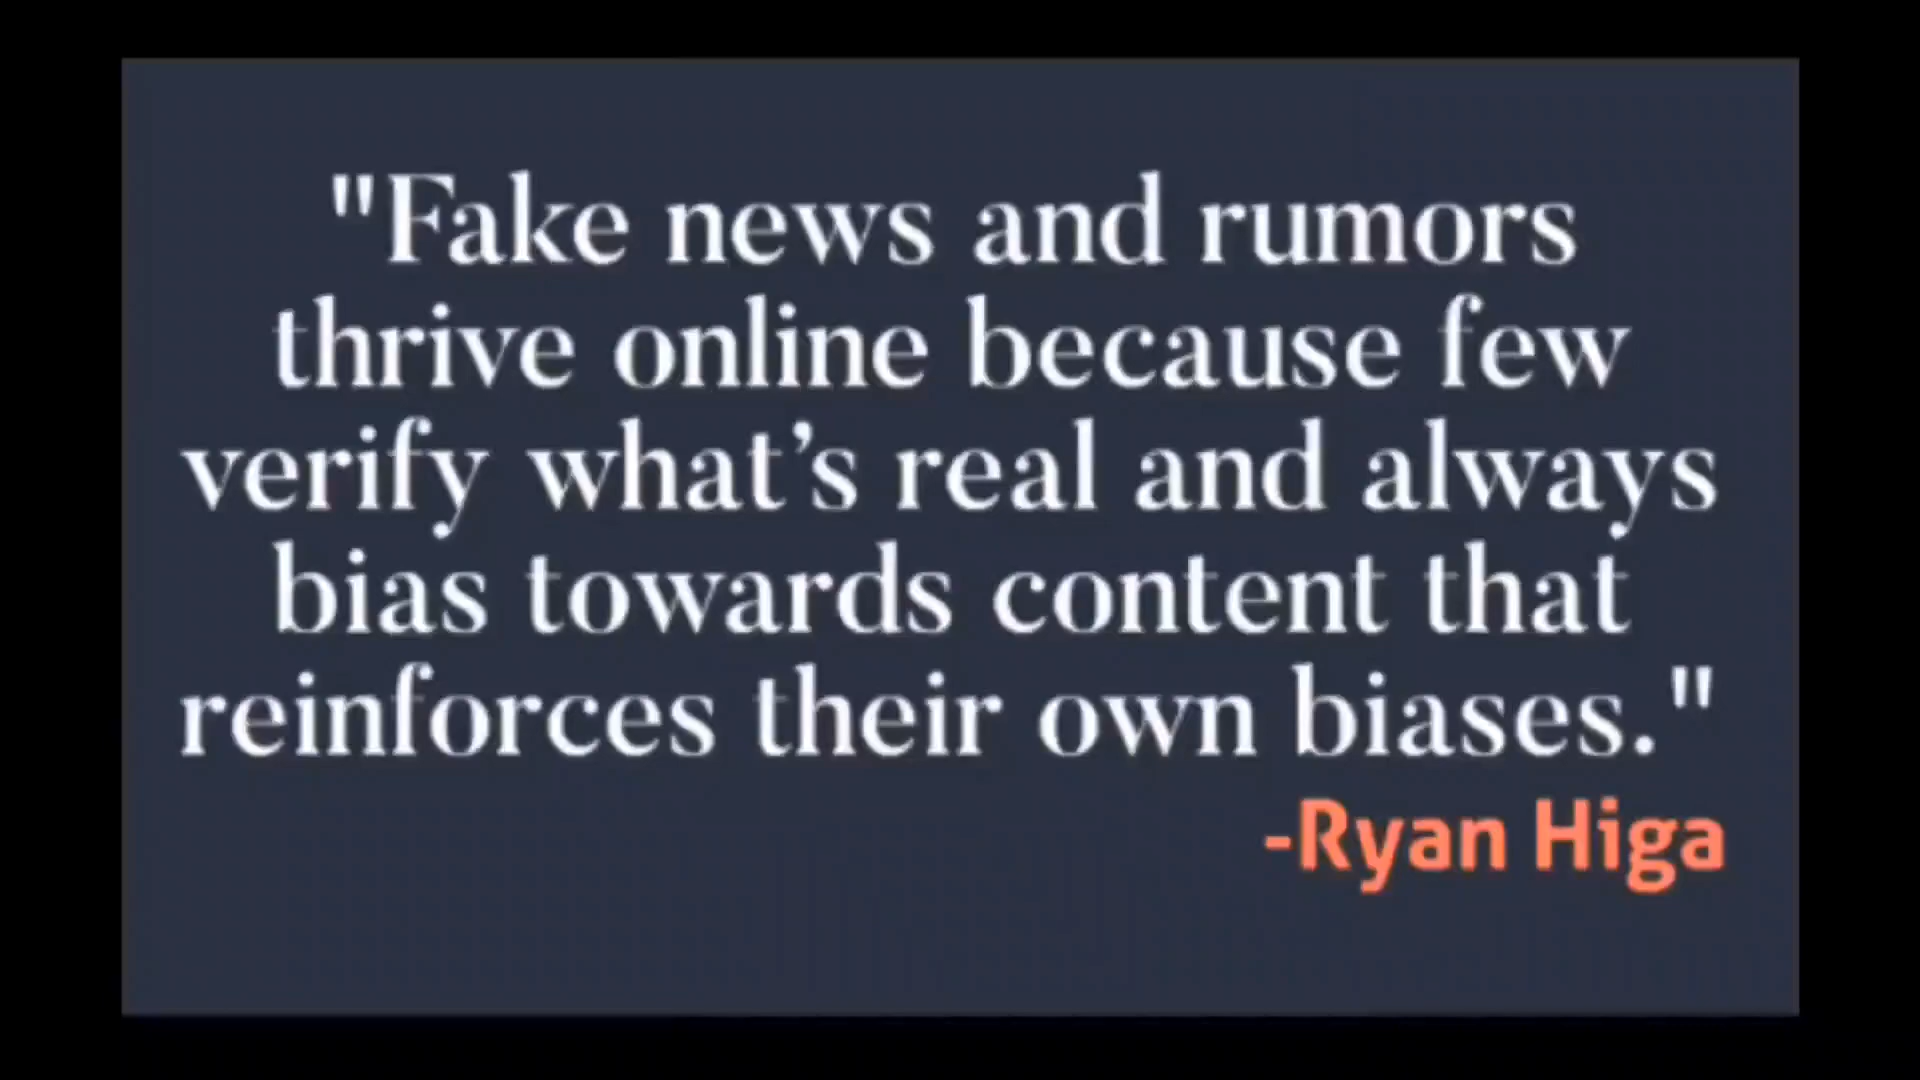 "Fake news and rumors
thrive online because few
verify what’s real and always
bias towards content that
reinforces their own biases."
-Ryan Higa